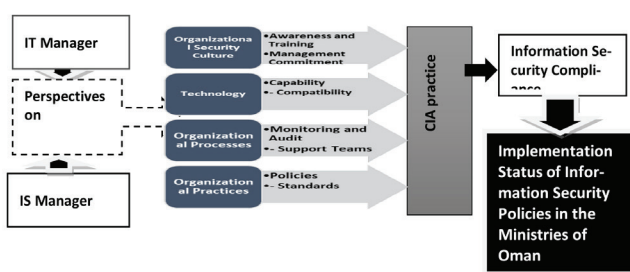 IT Manager
Perspectives
on
IS Manager
Organizationa
l Security
Culture
•Awareness and
Training
•Management
Commitment
Technology
•Capability
•- Compatibility
Organization
al Processes
•Monitoring and
Audit
•- Support Teams
Organization
al Practices
•Policies
•- Standards
CIA practice
Information Se-
curity Compli-
ance
Implementation
Status of Infor-
mation Security
Policies in the
Ministries of
Oman